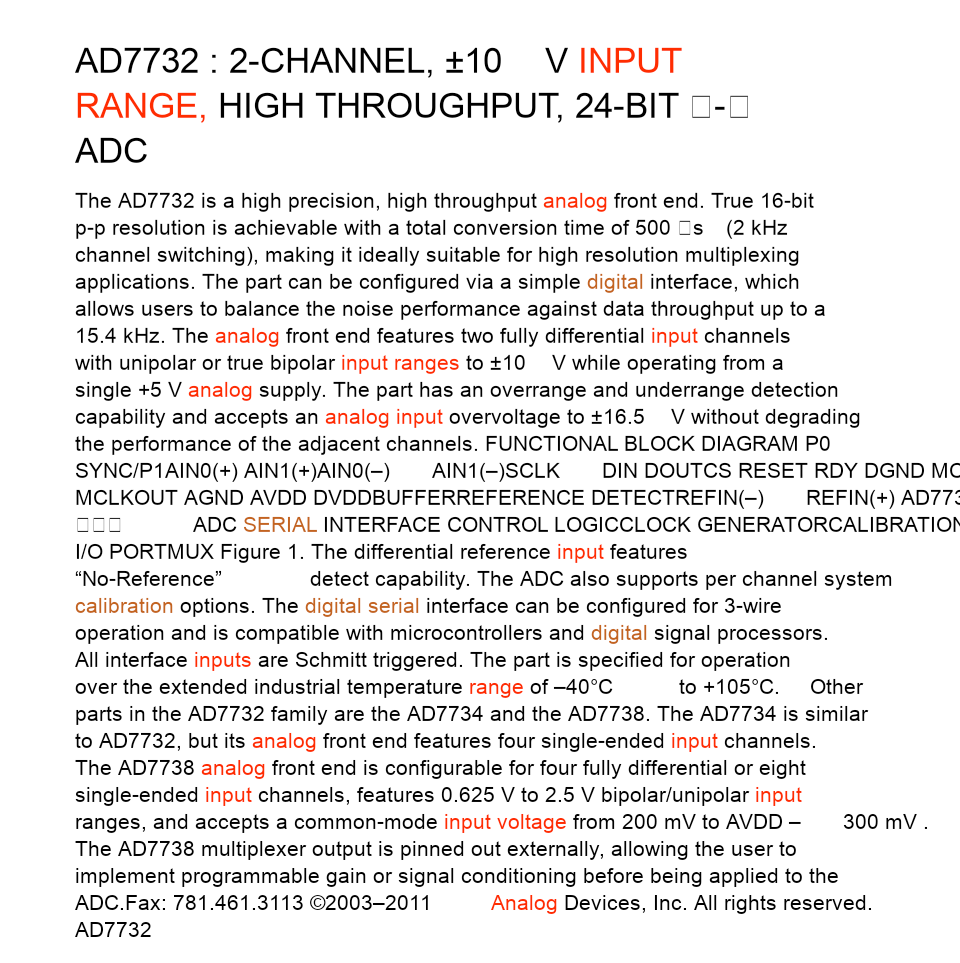 AD7732 : 2-CHANNEL, ±10 V INPUT
RANGE, HIGH THROUGHPUT, 24-BIT □-□
ADC
The AD7732 is a high precision, high throughput analog front end. True 16-bit
p-p resolution is achievable with a total conversion time of 500 □s (2 kHz
channel switching), making it ideally suitable for high resolution multiplexing
applications. The part can be configured via a simple digital interface, which
allows users to balance the noise performance against data throughput up to a
15.4 kHz. The analog front end features two fully differential input channels
with unipolar or true bipolar input ranges to ±10 V while operating from a
single +5 V analog supply. The part has an overrange and underrange detection
capability and accepts an analog input overvoltage to ±16.5 V without degrading
the performance of the adjacent channels. FUNCTIONAL BLOCK DIAGRAM P0
SYNC/P1AIN0(+) AIN1(+)AIN0(–) AIN1(–)SCLK DIN DOUTCS RESET RDY DGND MC
MCLKOUT AGND AVDD DVDDBUFFERREFERENCE DETECTREFIN(–) REFIN(+) AD773
□□□ ADC SERIAL INTERFACE CONTROL LOGICCLOCK GENERATORCALIBRATION
I/O PORTMUX Figure 1. The differential reference input features
“No-Reference” detect capability. The ADC also supports per channel system
calibration options. The digital serial interface can be configured for 3-wire
operation and is compatible with microcontrollers and digital signal processors.
All interface inputs are Schmitt triggered. The part is specified for operation
over the extended industrial temperature range of –40°C to +105°C. Other
parts in the AD7732 family are the AD7734 and the AD7738. The AD7734 is similar
to AD7732, but its analog front end features four single-ended input channels.
The AD7738 analog front end is configurable for four fully differential or eight
single-ended input channels, features 0.625 V to 2.5 V bipolar/unipolar input
ranges, and accepts a common-mode input voltage from 200 mV to AVDD – 300 mV .
The AD7738 multiplexer output is pinned out externally, allowing the user to
implement programmable gain or signal conditioning before being applied to the
ADC.Fax: 781.461.3113 ©2003–2011 Analog Devices, Inc. All rights reserved.
AD7732